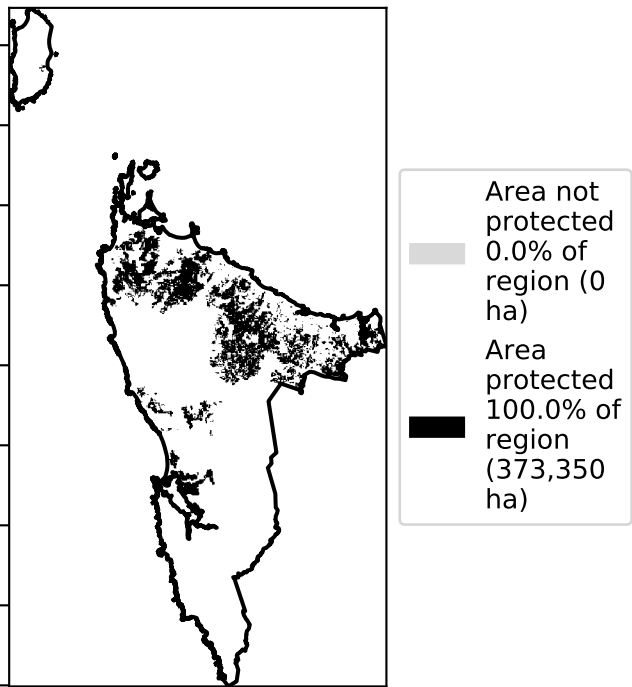 Area not
protected
0.0% of
region (0
ha)
Area
protected
100.0% of
region
(373,350
ha)